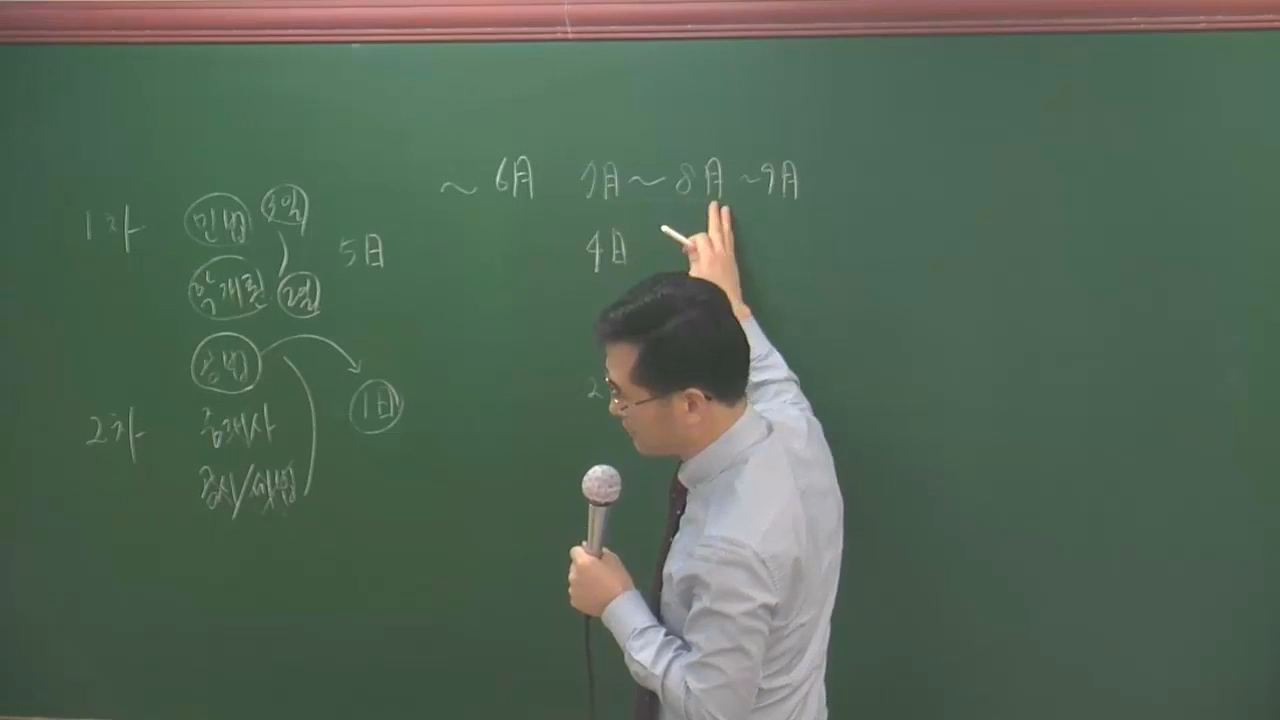 ~6月 7月~8月~9月
1차 민법 3일 5日 4日
학개론 2일
공법 1日 2
2차 중개사
공시/세법